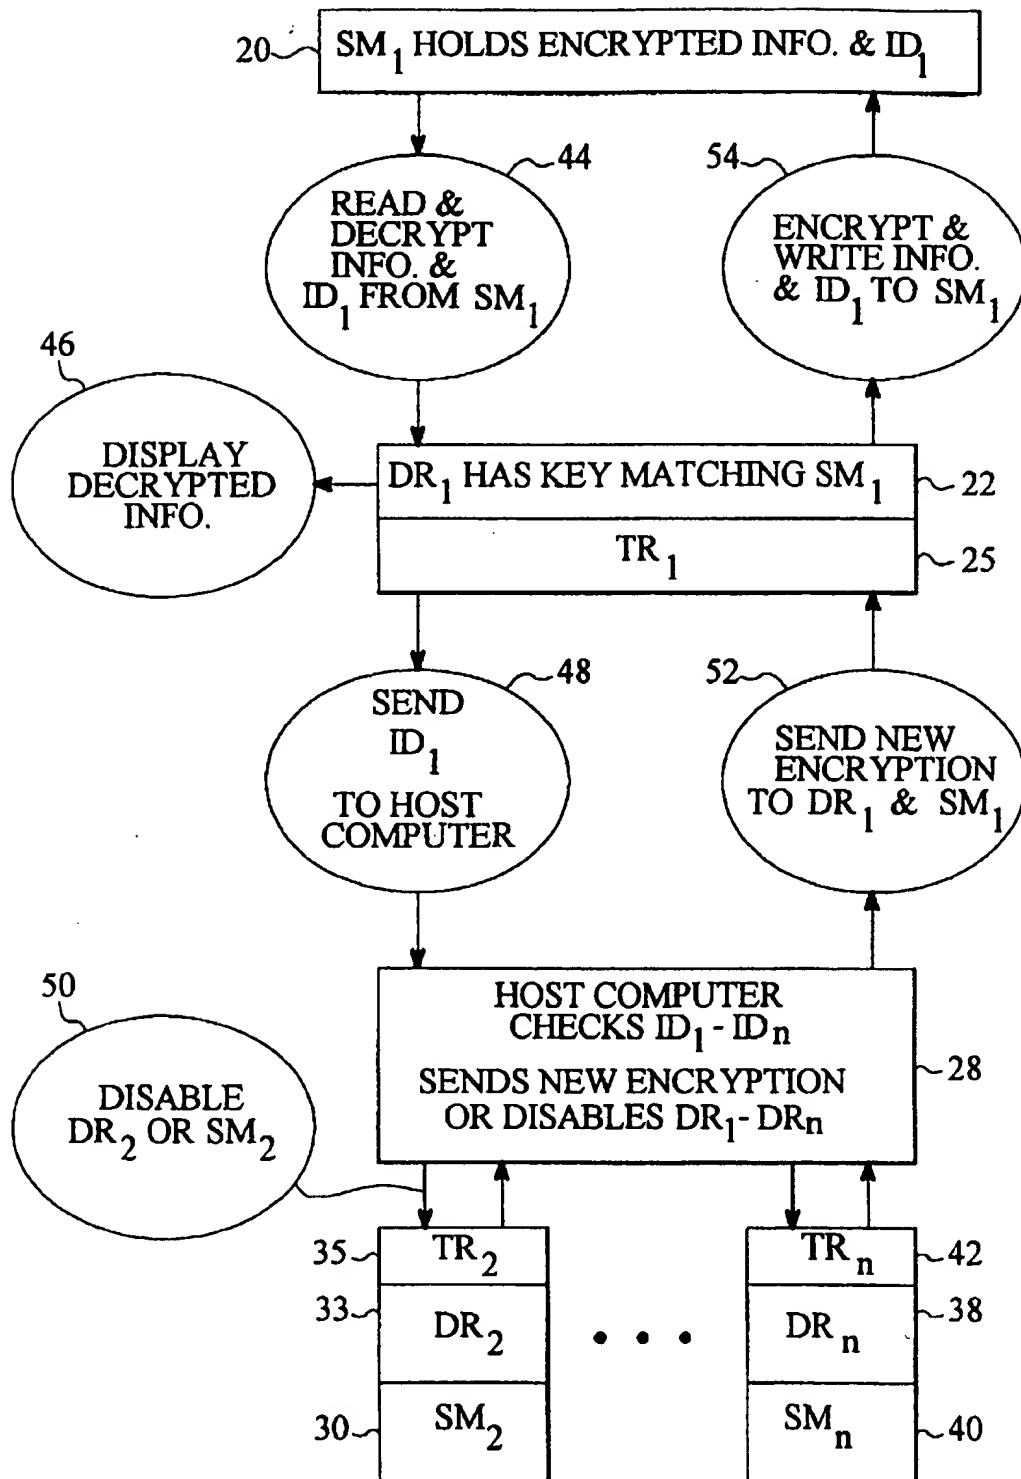 20
SM₁ HOLDS ENCRYPTED INFO. & ID₁
44
READ &
DECRYPT
INFO. &
ID₁ FROM SM₁
54
ENCRYPT &
WRITE INFO.
& ID₁ TO SM₁
46
DISPLAY
DECRYPTED
INFO.
DR₁ HAS KEY MATCHING SM₁
22
TR₁
25
48
SEND
ID₁
TO HOST
COMPUTER
52
SEND NEW
ENCRYPTION
TO DR₁ & SM₁
50
DISABLE
DR₂ OR SM₂
HOST COMPUTER
CHECKS ID₁ - IDₙ
SENDS NEW ENCRYPTION
OR DISABLES DR₁ - DRₙ
28
35
TR₂
TRₙ
42
33
DR₂
• • •
DRₙ
38
30
SM₂
SMₙ
40